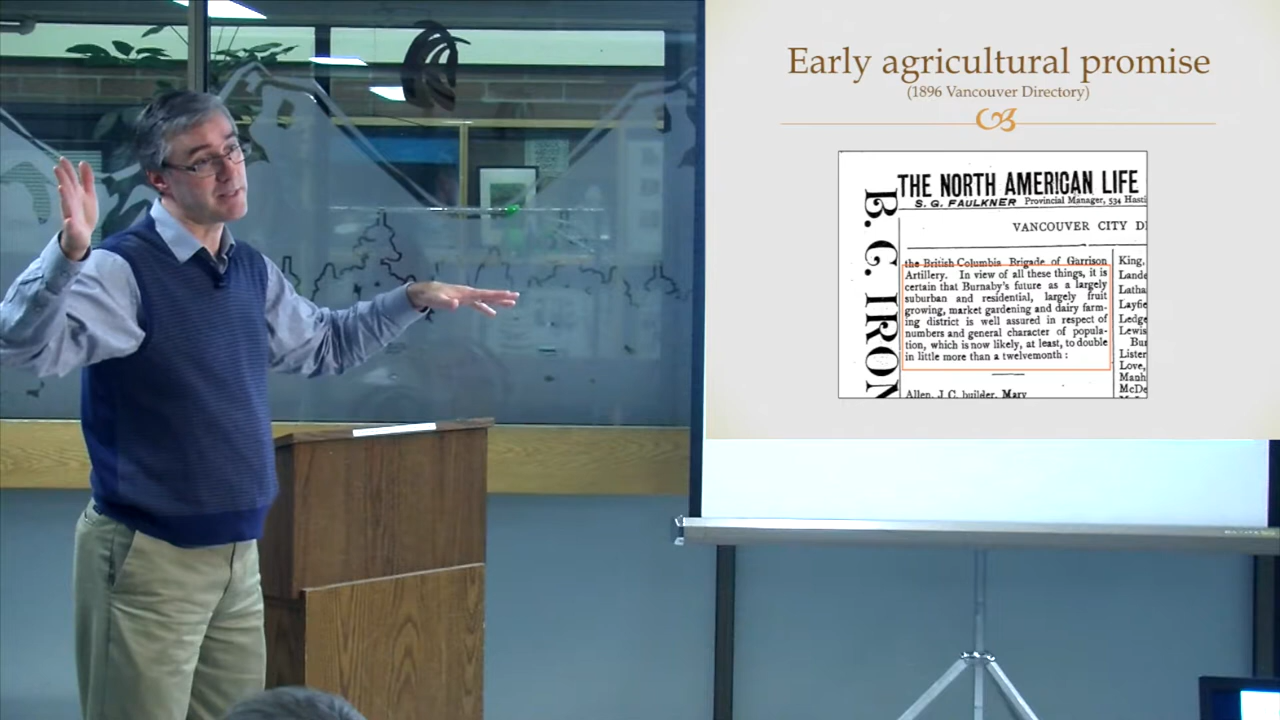 Early agricultural promise
(1896 Vancouver Directory)
THE NORTH AMERICAN LIFE
S. G. FAULKNER Provincial Manager, 534 Hasti
VANCOUVER CITY D
B. C. IRON
the British Columbia Brigade of Garrison
Artillery. In view of all these things, it is
certain that Burnaby's future as a largely
suburban and residential, largely fruit
growing, market gardening and dairy farm-
ing district is well assured in respect of
numbers and general character of popula-
tion, which is now likely, at least, to double
in little more than a twelvemonth :
Allen, J. C. builder, Mary
King,
Lande
Latha
Layfie
Ledge
Lewis
Bu
Lister
Love,
Manh
McDe